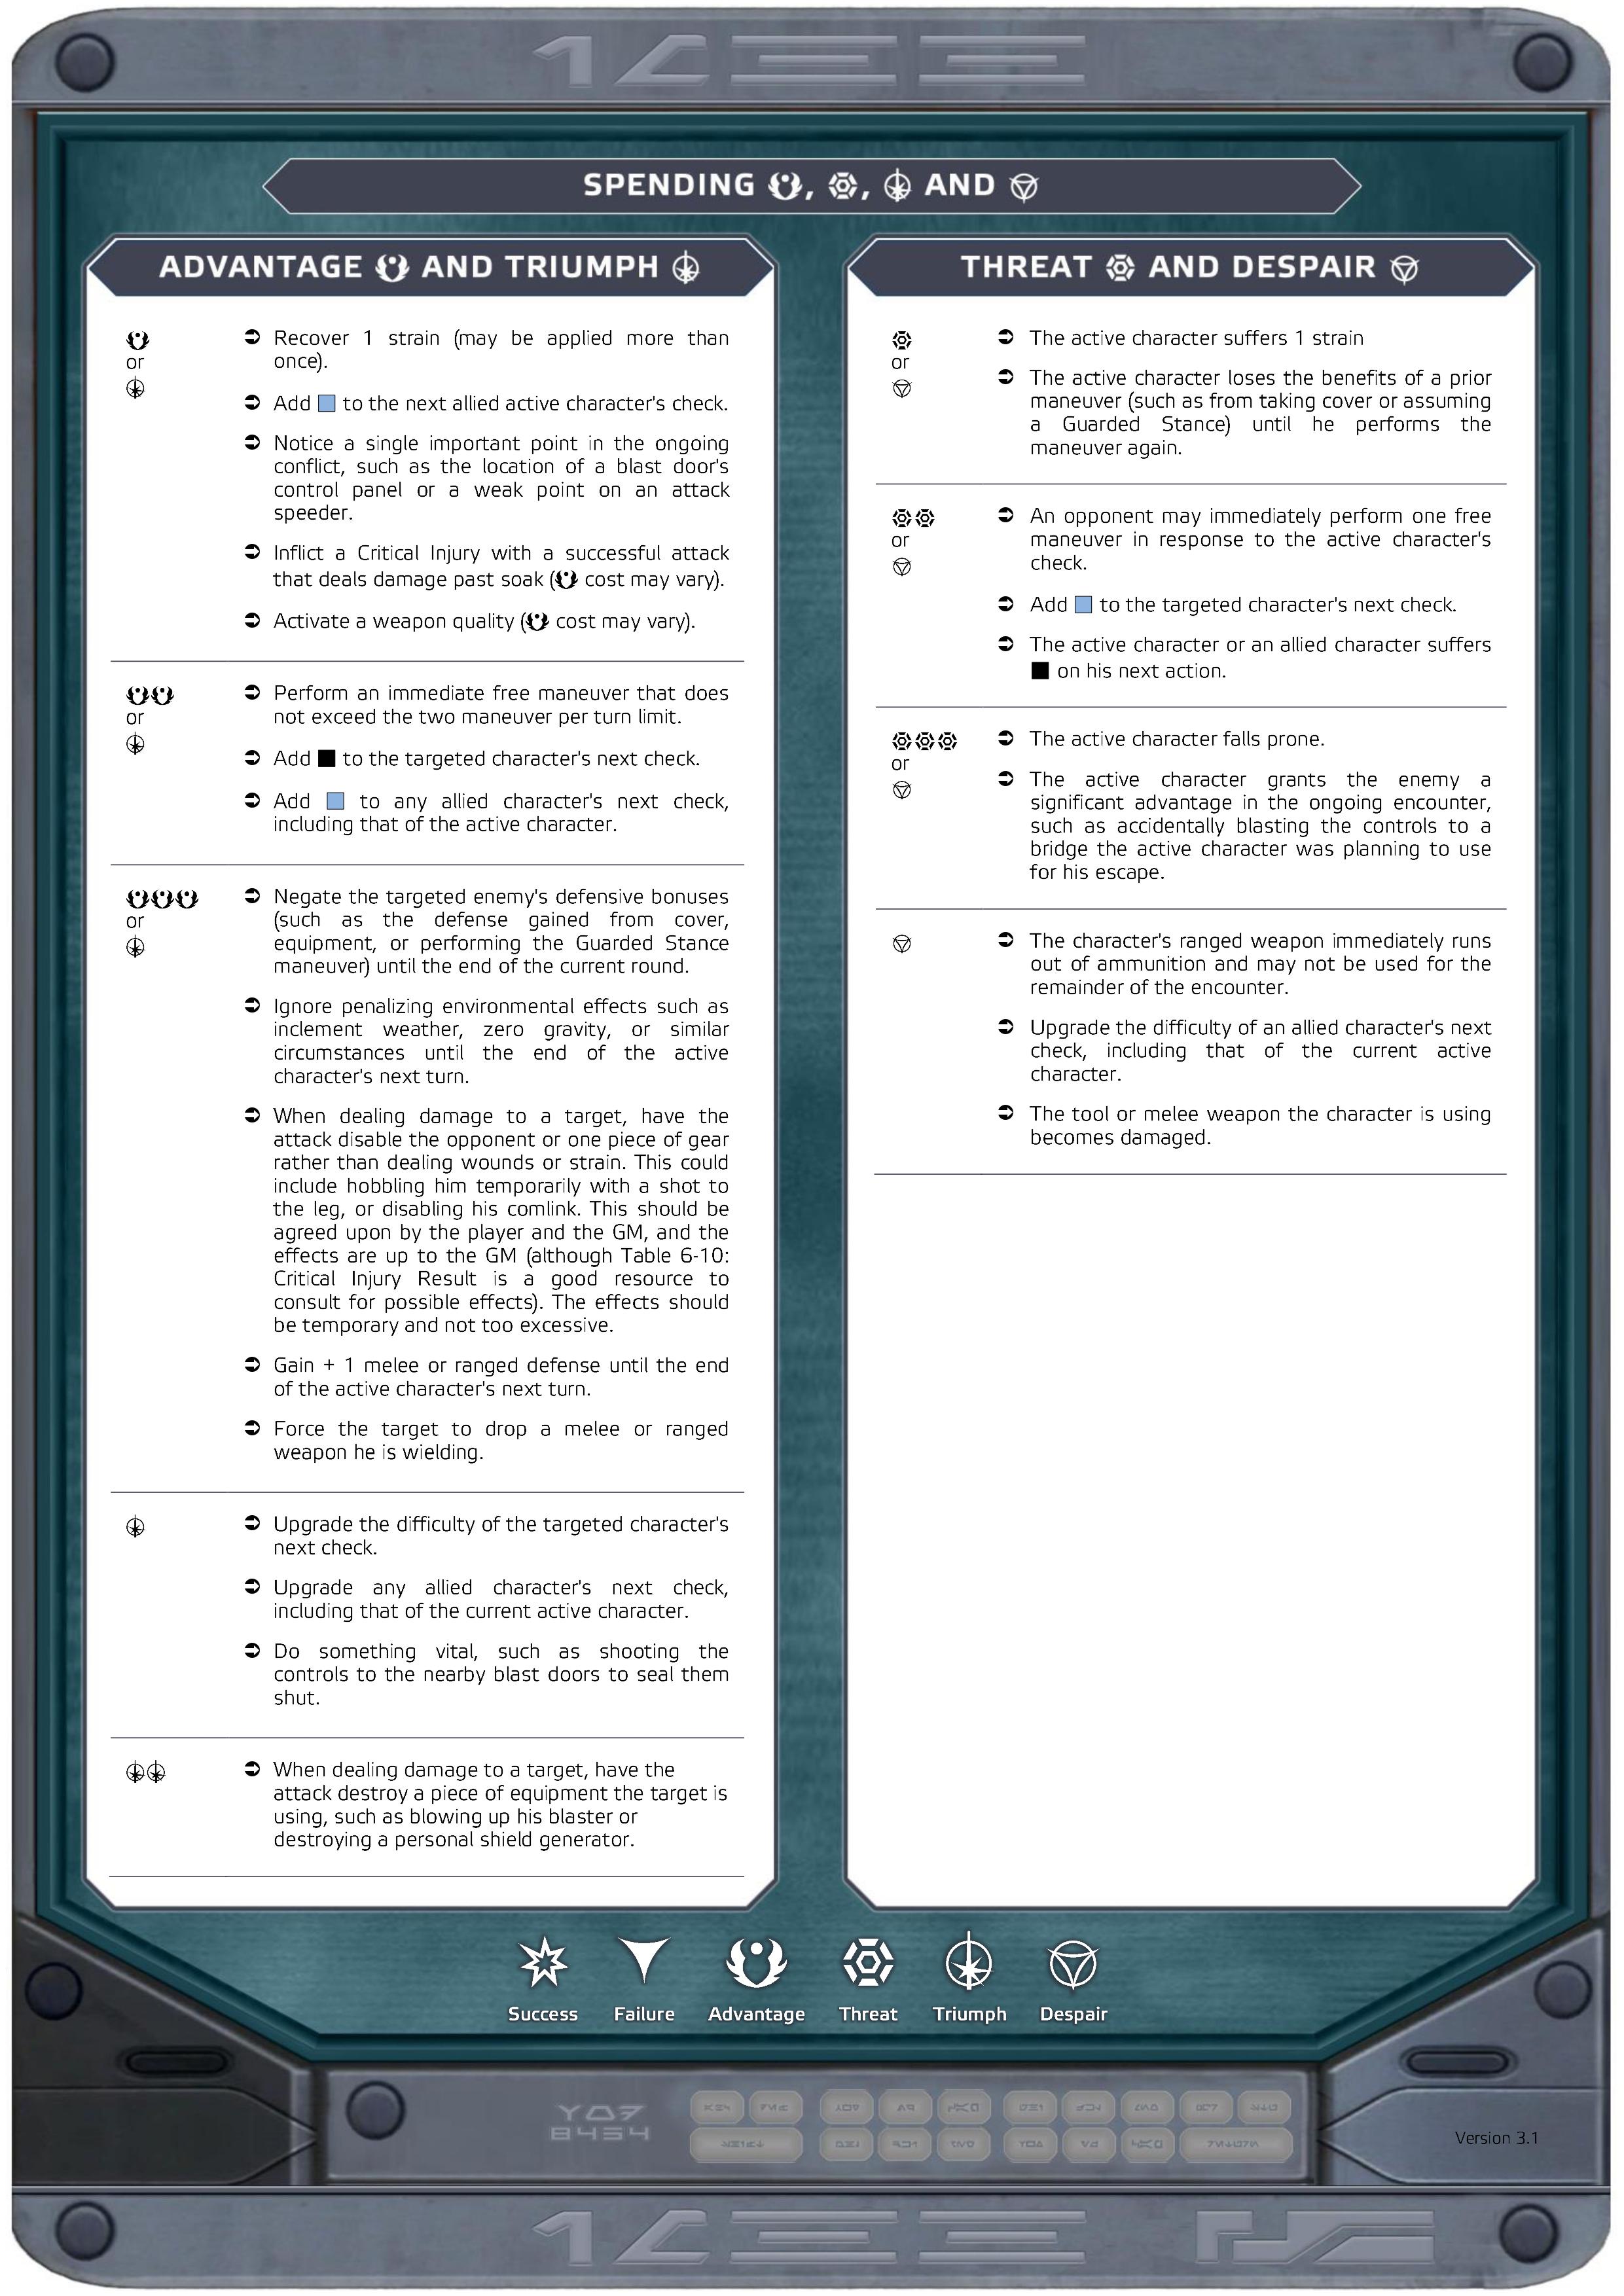 SPENDING , , AND
ADVANTAGE AND TRIUMPH
or
Recover 1 strain (may be applied more than
once).
Add to the next allied active character's check.
Notice a single important point in the ongoing
conflict, such as the location of a blast door's
control panel or a weak point on an attack
speeder.
Inflict a Critical Injury with a successful attack
that deals damage past soak ( cost may vary).
Activate a weapon quality ( cost may vary).
or
Perform an immediate free maneuver that does
not exceed the two maneuver per turn limit.
Add to the targeted character's next check.
Add to any allied character's next check,
including that of the active character.
or
Negate the targeted enemy's defensive bonuses
(such as the defense gained from cover,
equipment, or performing the Guarded Stance
maneuver) until the end of the current round.
Ignore penalizing environmental effects such as
inclement weather, zero gravity, or similar
circumstances until the end of the active
character's next turn.
When dealing damage to a target, have the
attack disable the opponent or one piece of gear
rather than dealing wounds or strain. This could
include hobbling him temporarily with a shot to
the leg, or disabling his comlink. This should be
agreed upon by the player and the GM, and the
effects are up to the GM (although Table 6-10:
Critical Injury Result is a good resource to
consult for possible effects). The effects should
be temporary and not too excessive.
Gain + 1 melee or ranged defense until the end
of the active character's next turn.
Force the target to drop a melee or ranged
weapon he is wielding.
Upgrade the difficulty of the targeted character's
next check.
Upgrade any allied character's next check,
including that of the current active character.
Do something vital, such as shooting the
controls to the nearby blast doors to seal them
shut.
When dealing damage to a target, have the
attack destroy a piece of equipment the target is
using, such as blowing up his blaster or
destroying a personal shield generator.
THREAT AND DESPAIR
or
The active character suffers 1 strain
The active character loses the benefits of a prior
maneuver (such as from taking cover or assuming
a Guarded Stance) until he performs the
maneuver again.
or
An opponent may immediately perform one free
maneuver in response to the active character's
check.
Add to the targeted character's next check.
The active character or an allied character suffers
on his next action.
or
The active character falls prone.
The active character grants the enemy a
significant advantage in the ongoing encounter,
such as accidentally blasting the controls to a
bridge the active character was planning to use
for his escape.
The character's ranged weapon immediately runs
out of ammunition and may not be used for the
remainder of the encounter.
Upgrade the difficulty of an allied character's next
check, including that of the current active
character.
The tool or melee weapon the character is using
becomes damaged.
Success Failure Advantage Threat Triumph Despair
Version 3.1